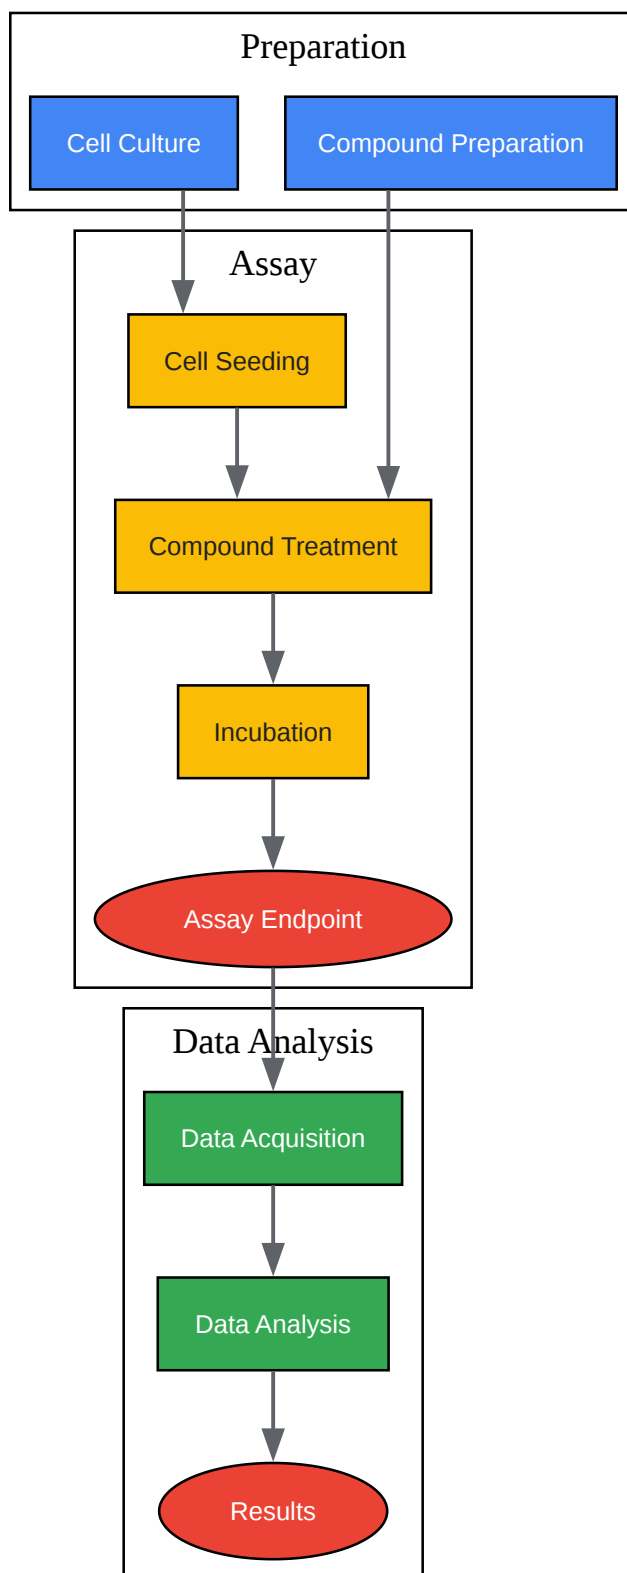 Preparation
Cell Culture
Compound Preparation
Assay
Cell Seeding
Compound Treatment
Incubation
Assay Endpoint
Data Analysis
Data Acquisition
Data Analysis
Results